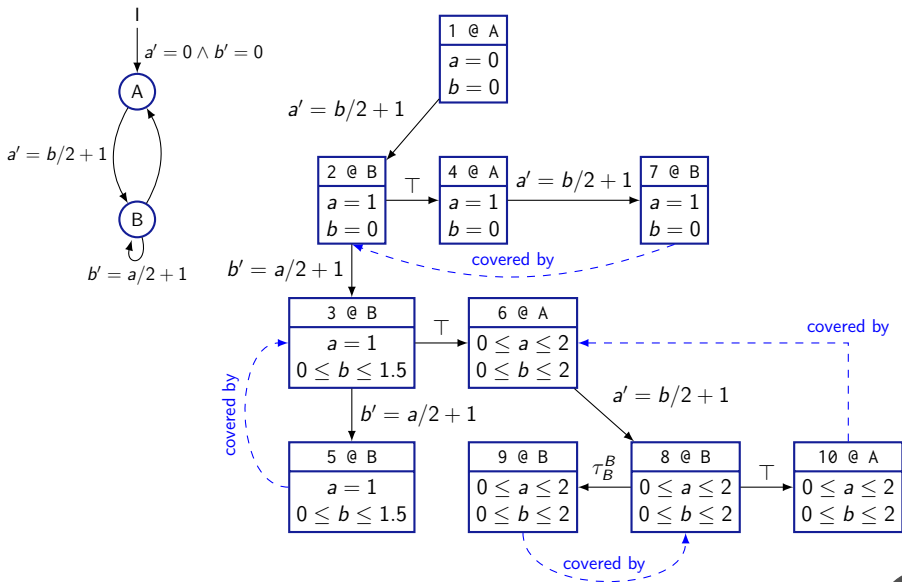 I
a′ = 0 ∧ b′ = 0
A
a′ = b/2 + 1
B
b′ = a/2 + 1
1 @ A
a = 0
b = 0
a′ = b/2 + 1
2 @ B
a = 1
b = 0
⊤
4 @ A
a = 1
b = 0
a′ = b/2 + 1
7 @ B
a = 1
b = 0
covered by
b′ = a/2 + 1
3 @ B
a = 1
0 ≤ b ≤ 1.5
⊤
6 @ A
0 ≤ a ≤ 2
0 ≤ b ≤ 2
covered by
covered by
b′ = a/2 + 1
a′ = b/2 + 1
5 @ B
a = 1
0 ≤ b ≤ 1.5
9 @ B
0 ≤ a ≤ 2
0 ≤ b ≤ 2
τ_B^B
8 @ B
0 ≤ a ≤ 2
0 ≤ b ≤ 2
⊤
10 @ A
0 ≤ a ≤ 2
0 ≤ b ≤ 2
covered by